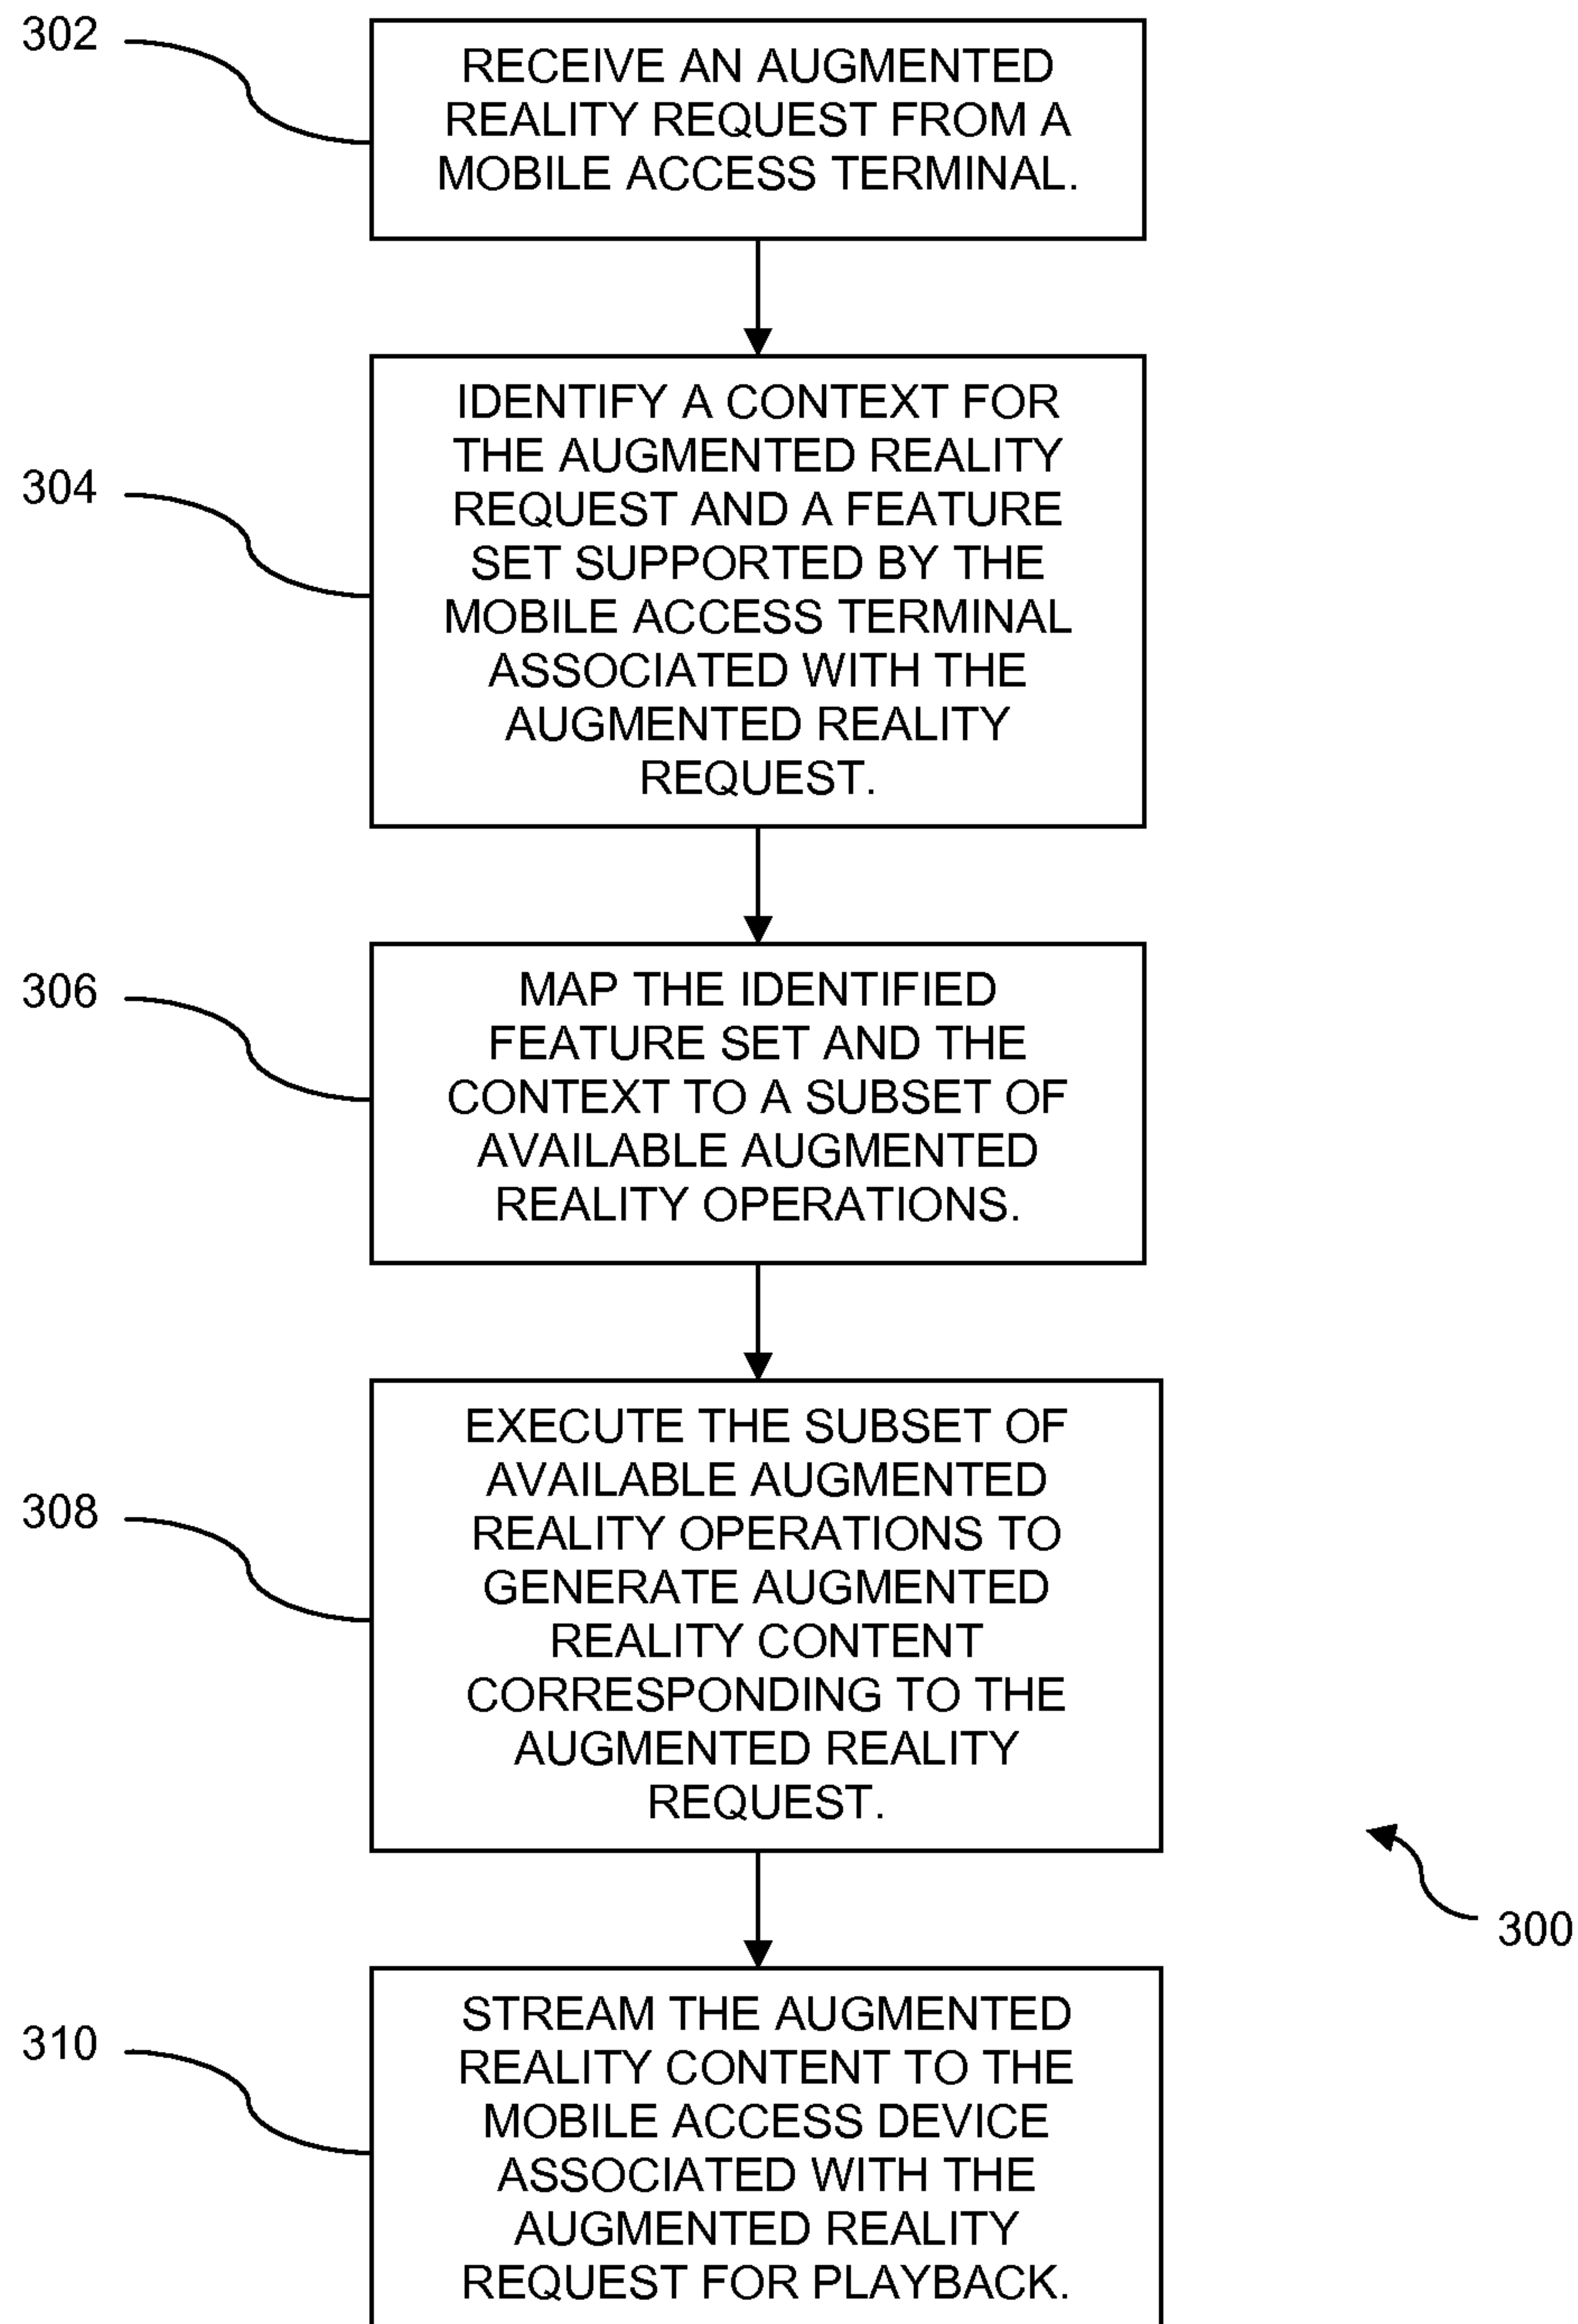 302
RECEIVE AN AUGMENTED
REALITY REQUEST FROM A
MOBILE ACCESS TERMINAL.
304
IDENTIFY A CONTEXT FOR
THE AUGMENTED REALITY
REQUEST AND A FEATURE
SET SUPPORTED BY THE
MOBILE ACCESS TERMINAL
ASSOCIATED WITH THE
AUGMENTED REALITY
REQUEST.
306
MAP THE IDENTIFIED
FEATURE SET AND THE
CONTEXT TO A SUBSET OF
AVAILABLE AUGMENTED
REALITY OPERATIONS.
308
EXECUTE THE SUBSET OF
AVAILABLE AUGMENTED
REALITY OPERATIONS TO
GENERATE AUGMENTED
REALITY CONTENT
CORRESPONDING TO THE
AUGMENTED REALITY
REQUEST.
300
310
STREAM THE AUGMENTED
REALITY CONTENT TO THE
MOBILE ACCESS DEVICE
ASSOCIATED WITH THE
AUGMENTED REALITY
REQUEST FOR PLAYBACK.